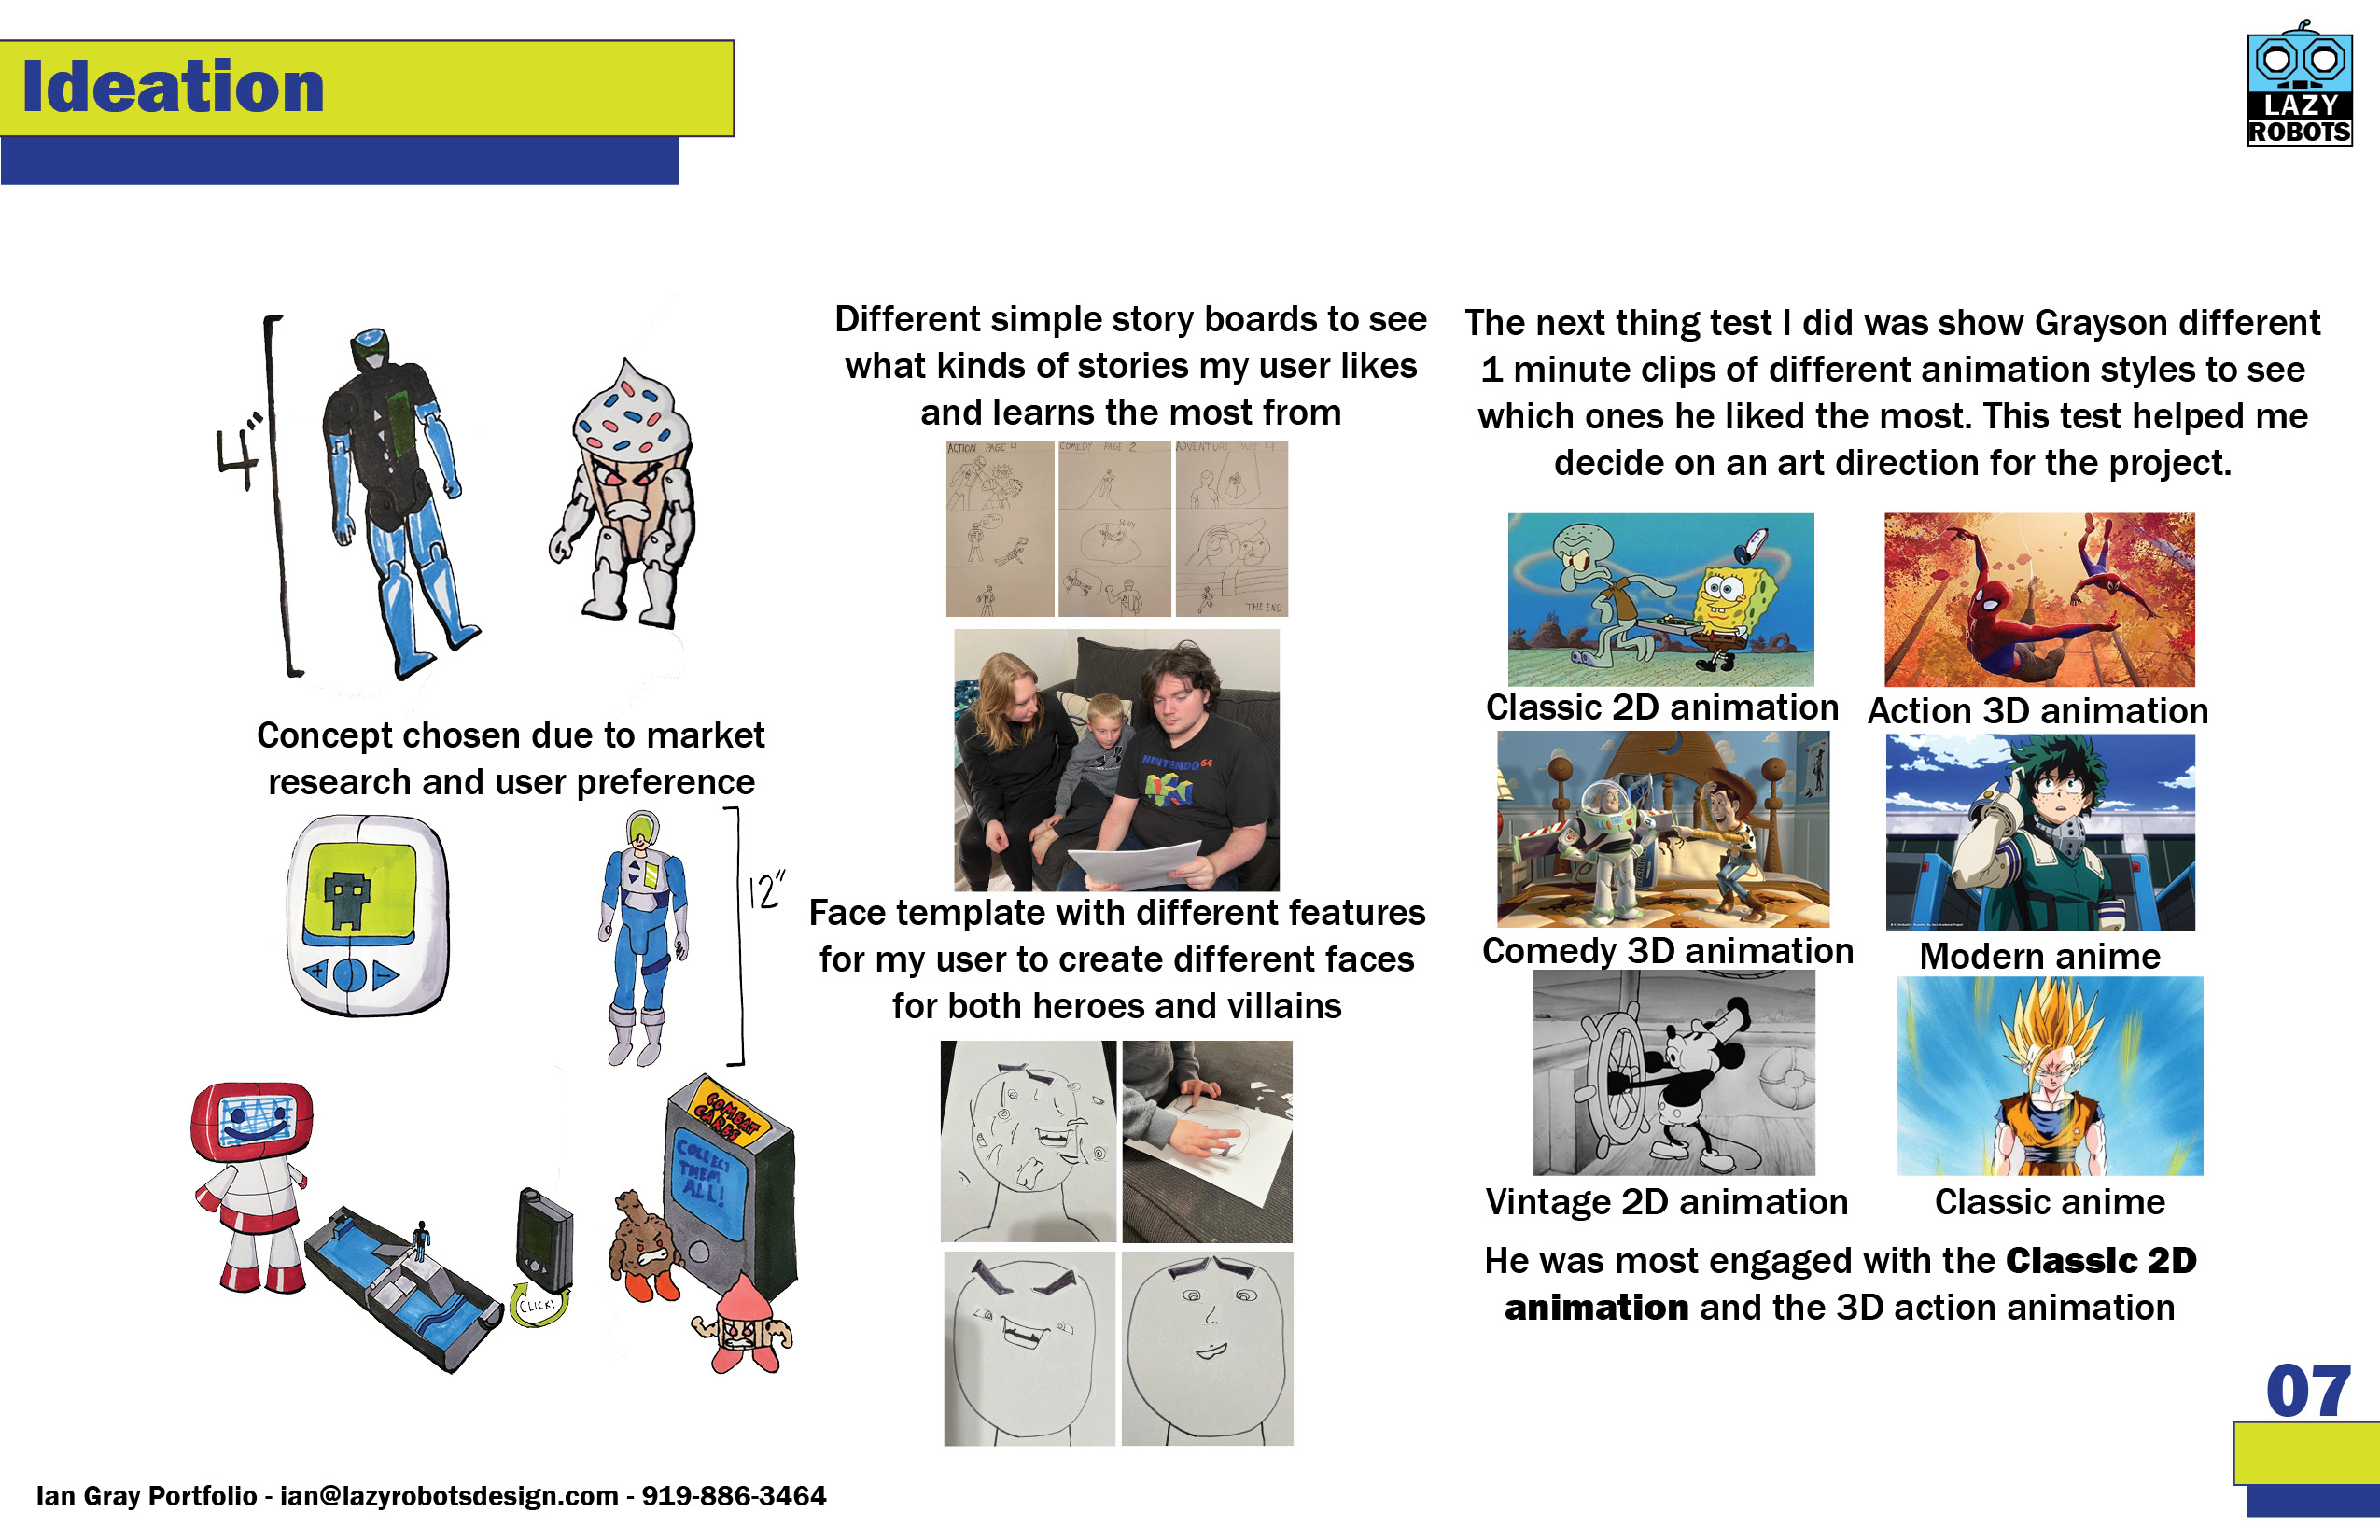 Ideation
LAZY
ROBOTS
4"
Concept chosen due to market
research and user preference
12"
COMBAT
CARDS
COLLECT
THEM
ALL!
CLICK!
Different simple story boards to see
what kinds of stories my user likes
and learns the most from
ACTION PAGE 4
COMEDY PAGE 2
ADVENTURE PAGE 4
THE END
NINTENDO 64
Face template with different features
for my user to create different faces
for both heroes and villains
The next thing test I did was show Grayson different
1 minute clips of different animation styles to see
which ones he liked the most. This test helped me
decide on an art direction for the project.
Classic 2D animation
Action 3D animation
Comedy 3D animation
Modern anime
Vintage 2D animation
Classic anime
He was most engaged with the Classic 2D
animation and the 3D action animation
07
Ian Gray Portfolio - ian@lazyrobotsdesign.com - 919-886-3464